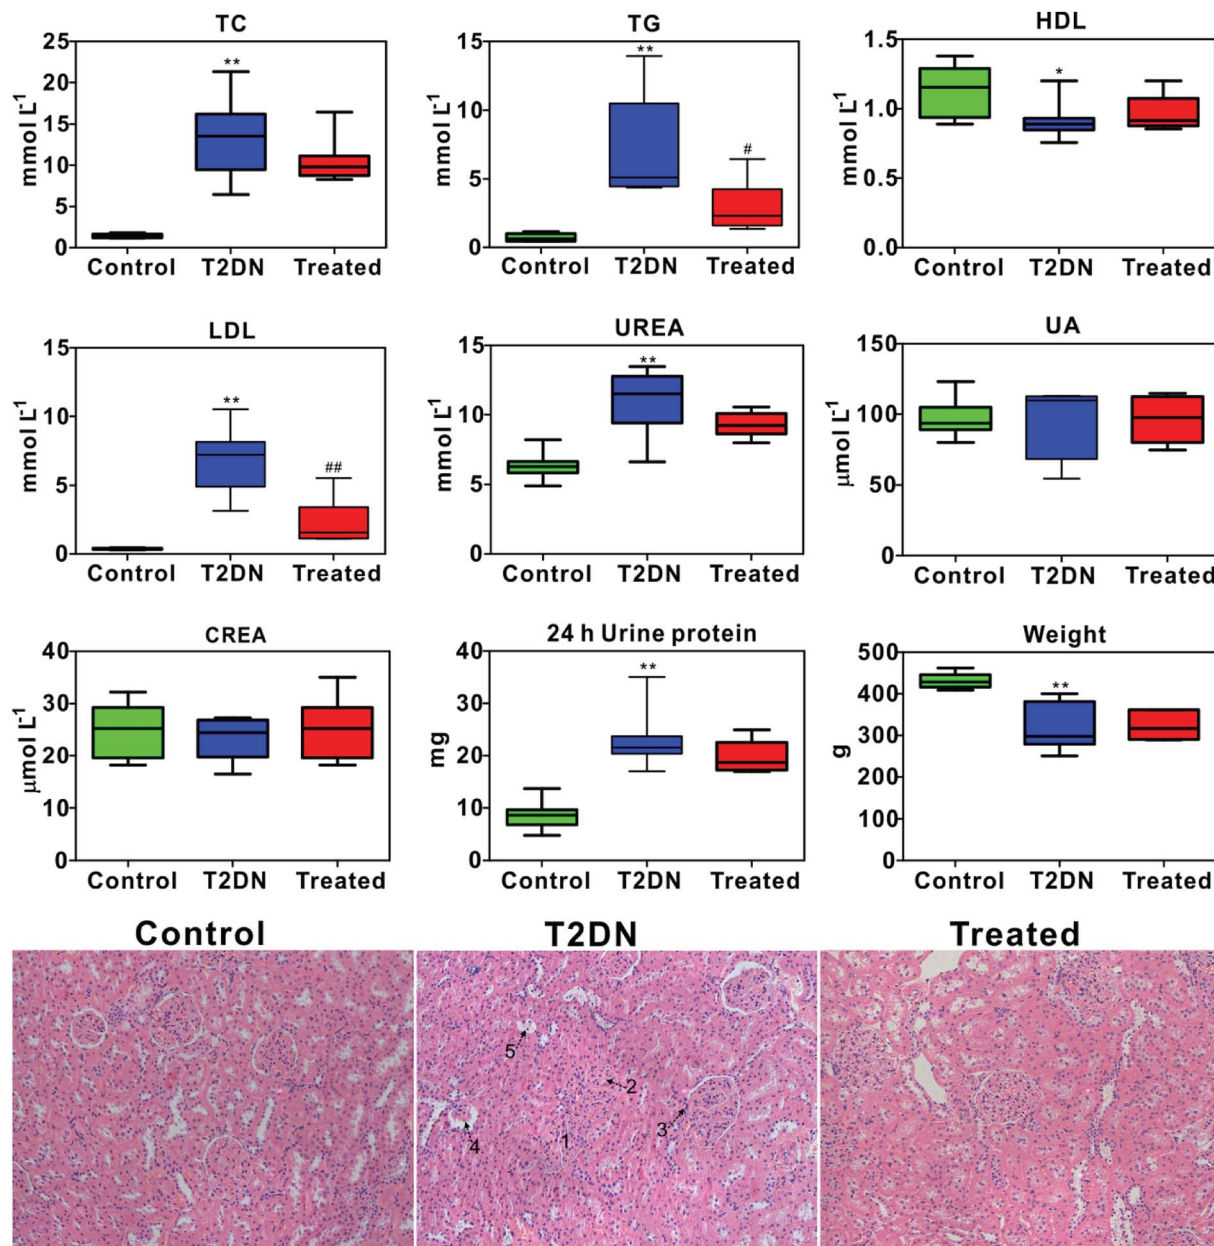 TC
25
20
15
10
5
0
mmol L⁻¹
**
Control T2DN Treated
TG
15
10
5
0
mmol L⁻¹
**
#
Control T2DN Treated
HDL
1.5
1.0
0.5
0.0
mmol L⁻¹
*
Control T2DN Treated
LDL
15
10
5
0
mmol L⁻¹
**
##
Control T2DN Treated
UREA
15
10
5
0
mmol L⁻¹
**
Control T2DN Treated
UA
150
100
50
0
μmol L⁻¹
Control T2DN Treated
CREA
40
30
20
10
0
μmol L⁻¹
Control T2DN Treated
24 h Urine protein
40
30
20
10
0
mg
**
Control T2DN Treated
Weight
500
400
300
200
100
0
g
**
Control T2DN Treated
Control T2DN Treated
5
2
3
4
1